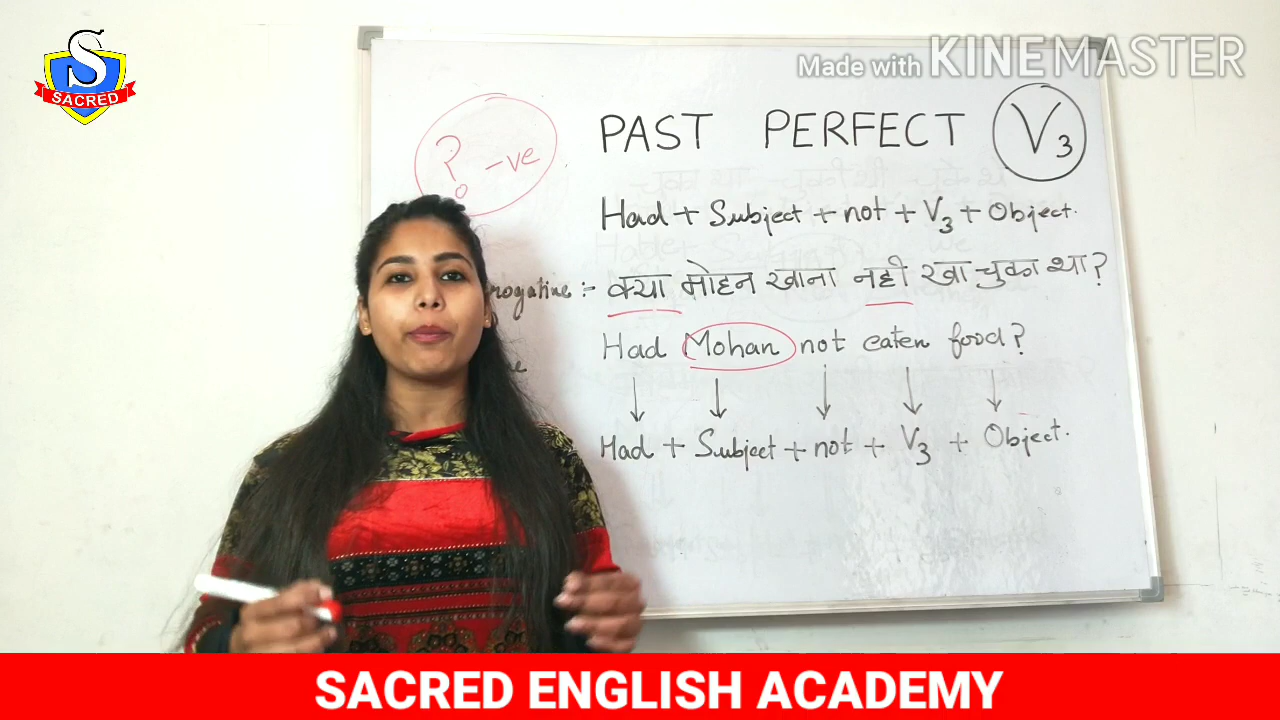 S
SACRED
Made with KINEMASTER
? -ve
PAST PERFECT V3
Had + Subject + not + V3 + Object.
rogative :- क्या मोहन खाना नही खा चुका था?
Had Mohan not eaten food?
Had + Subject + not + V3 + Object.
SACRED ENGLISH ACADEMY